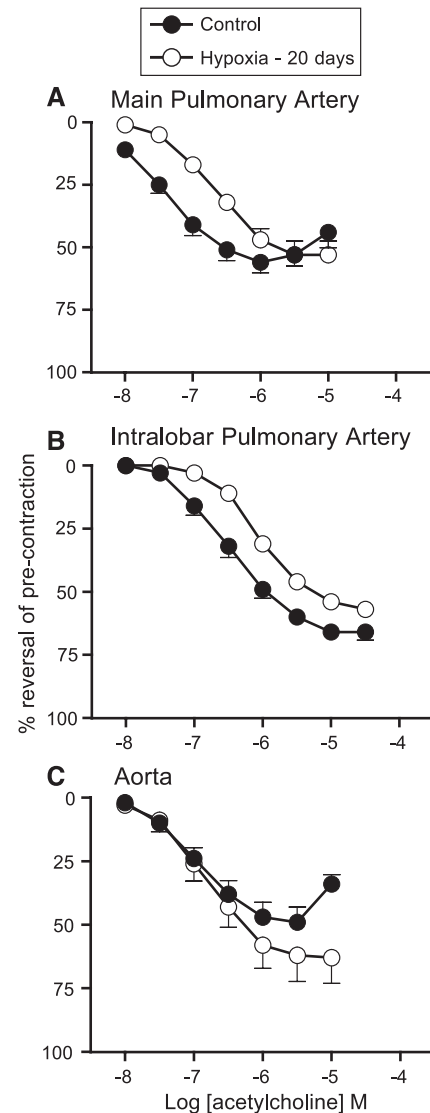 Control
Hypoxia - 20 days
A Main Pulmonary Artery
0
25
50
75
100
-8 -7 -6 -5 -4
B Intralobar Pulmonary Artery
0
25
50
75
100
-8 -7 -6 -5 -4
% reversal of pre-contraction
C Aorta
0
25
50
75
100
-8 -7 -6 -5 -4
Log [acetylcholine] M